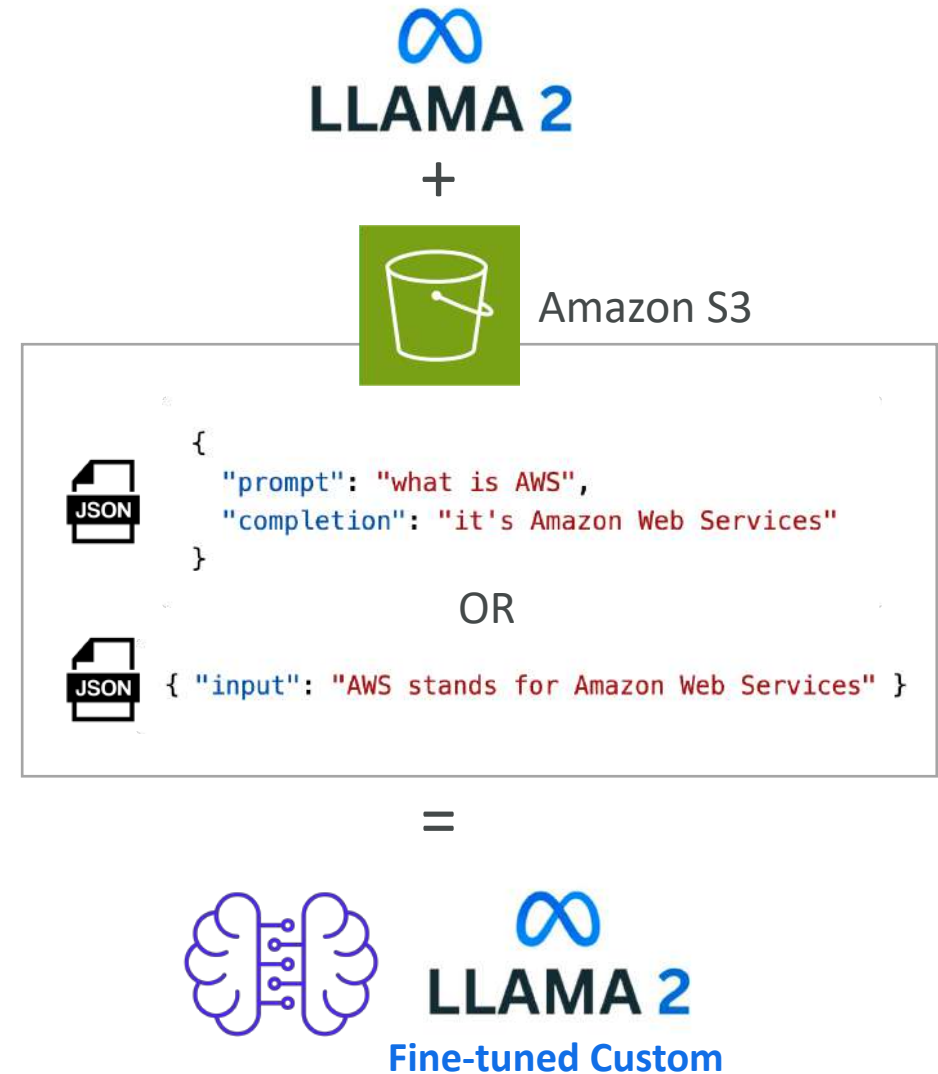 LLAMA 2
+
Amazon S3
{
JSON
"prompt": "what is AWS",
"completion": "it's Amazon Web Services"
}
OR
JSON
{ "input": "AWS stands for Amazon Web Services" }
=
LLAMA 2
Fine-tuned Custom